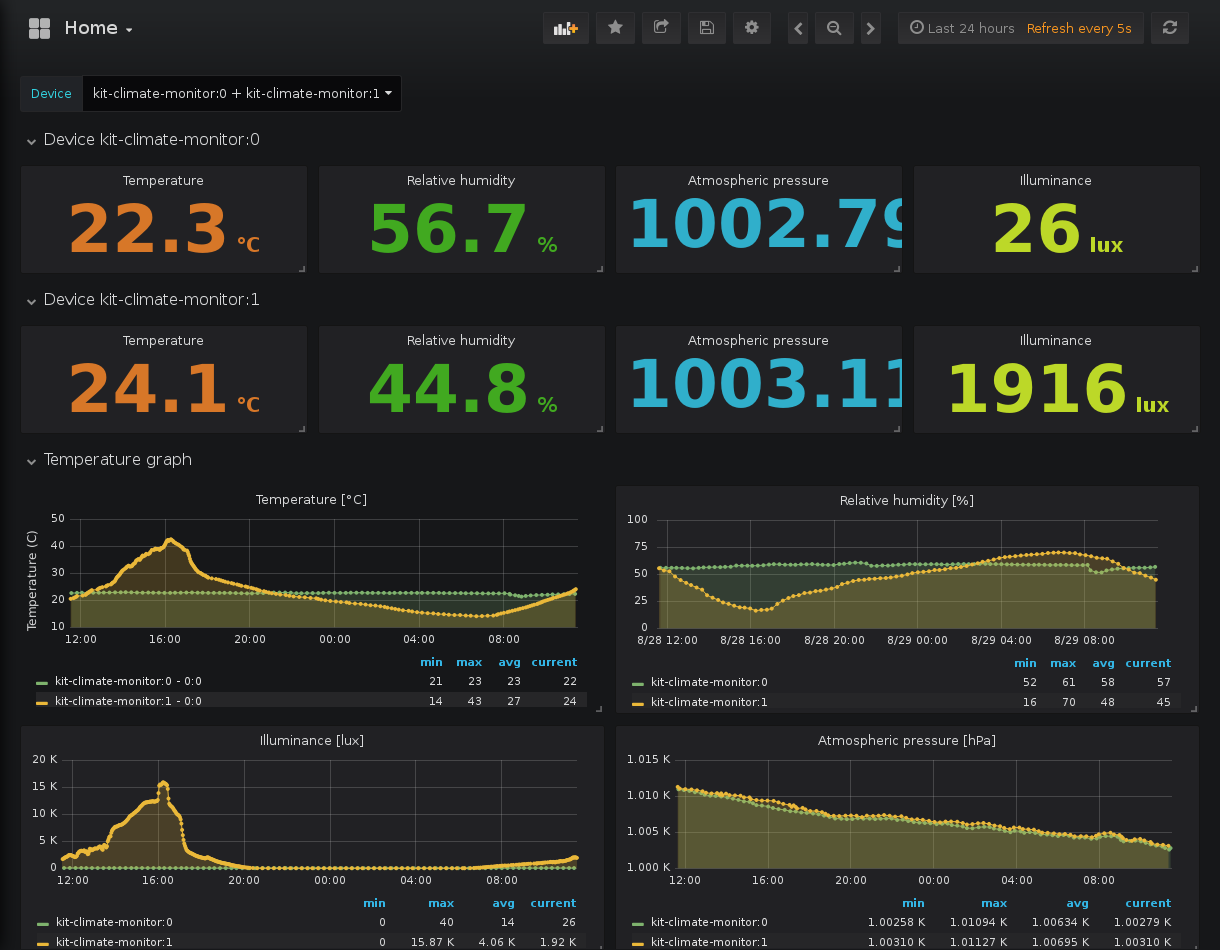 Home
Last 24 hours Refresh every 5s
Device kit-climate-monitor:0 + kit-climate-monitor:1
Device kit-climate-monitor:0
Temperature Relative humidity Atmospheric pressure Illuminance
22.3 °C 56.7 % 1002.79 26 lux
Device kit-climate-monitor:1
Temperature Relative humidity Atmospheric pressure Illuminance
24.1 °C 44.8 % 1003.11 1916 lux
Temperature graph
Temperature [°C]
Temperature (C)
50
40
30
20
10
12:00 16:00 20:00 00:00 04:00 08:00
min max avg current
kit-climate-monitor:0 - 0:0 21 23 23 22
kit-climate-monitor:1 - 0:0 14 43 27 24
Relative humidity [%]
100
75
50
25
0
8/28 12:00 8/28 16:00 8/28 20:00 8/29 00:00 8/29 04:00 8/29 08:00
min max avg current
kit-climate-monitor:0 52 61 58 57
kit-climate-monitor:1 16 70 48 45
Illuminance [lux]
20 K
15 K
10 K
5 K
0
12:00 16:00 20:00 00:00 04:00 08:00
min max avg current
kit-climate-monitor:0 0 40 14 26
kit-climate-monitor:1 0 15.87 K 4.06 K 1.92 K
Atmospheric pressure [hPa]
1.015 K
1.010 K
1.005 K
1.000 K
12:00 16:00 20:00 00:00 04:00 08:00
min max avg current
kit-climate-monitor:0 1.00258 K 1.01094 K 1.00634 K 1.00279 K
kit-climate-monitor:1 1.00310 K 1.01127 K 1.00695 K 1.00310 K